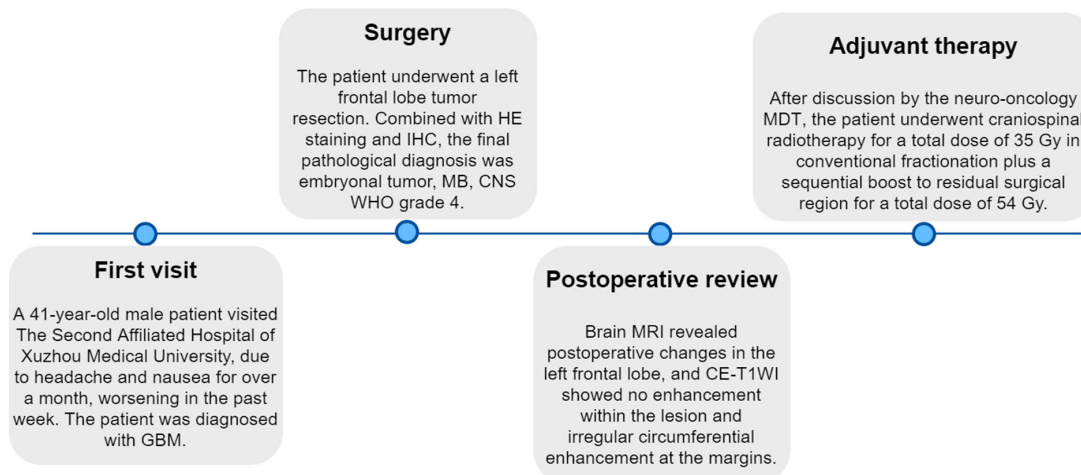 First visit
A 41-year-old male patient visited
The Second Affiliated Hospital of
Xuzhou Medical University, due
to headache and nausea for over
a month, worsening in the past
week. The patient was diagnosed
with GBM.
Surgery
The patient underwent a left
frontal lobe tumor
resection. Combined with HE
staining and IHC, the final
pathological diagnosis was
embryonal tumor, MB, CNS
WHO grade 4.
Postoperative review
Brain MRI revealed
postoperative changes in the
left frontal lobe, and CE-T1WI
showed no enhancement
within the lesion and
irregular circumferential
enhancement at the margins.
Adjuvant therapy
After discussion by the neuro-oncology
MDT, the patient underwent craniospinal
radiotherapy for a total dose of 35 Gy in
conventional fractionation plus a
sequential boost to residual surgical
region for a total dose of 54 Gy.